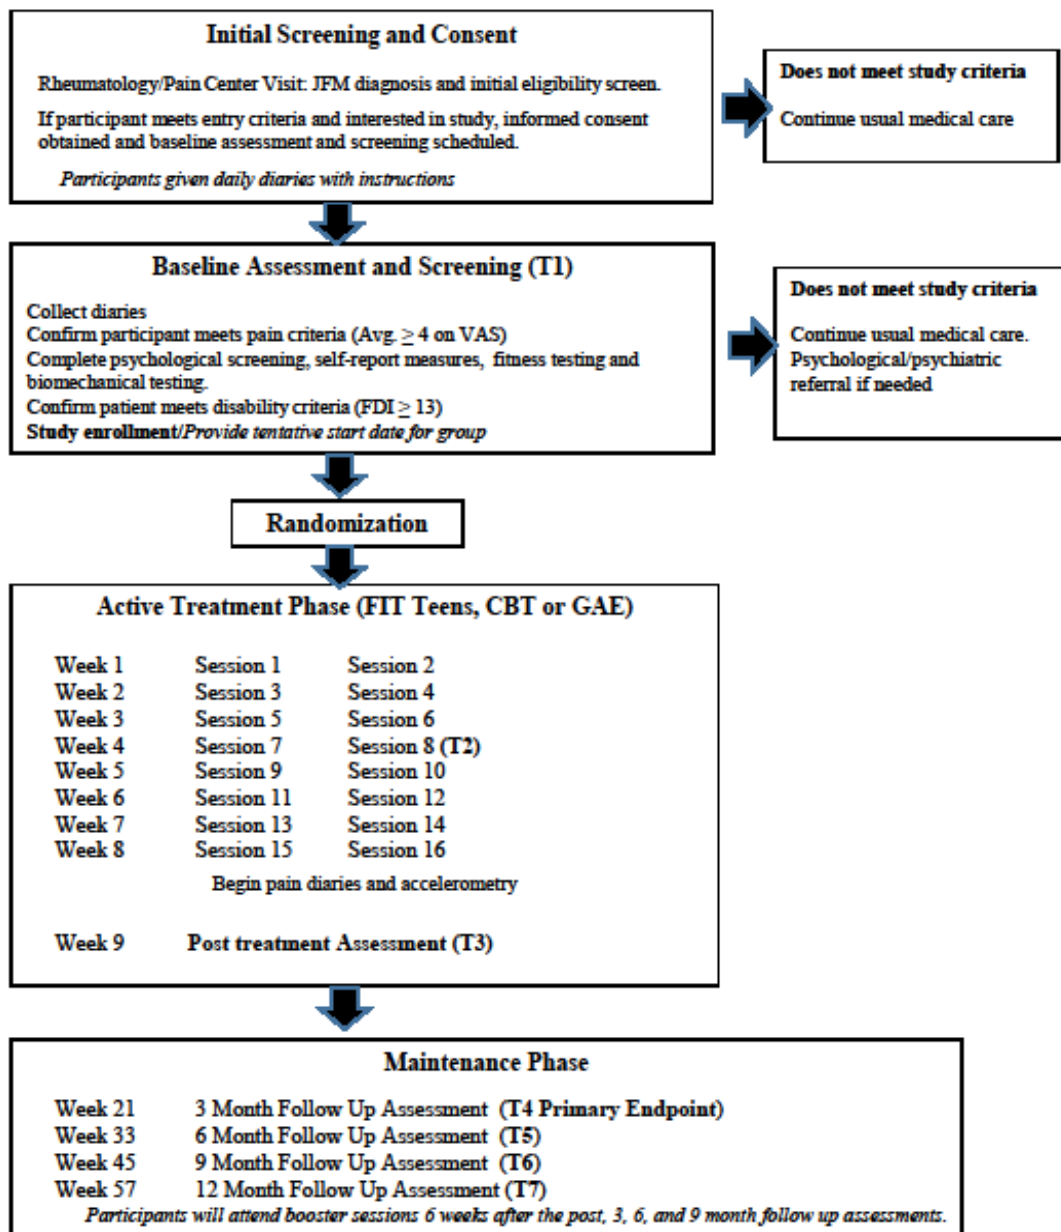 Initial Screening and Consent
Rheumatology/Pain Center Visit: JFM diagnosis and initial eligibility screen.
If participant meets entry criteria and interested in study, informed consent
obtained and baseline assessment and screening scheduled.
Participants given daily diaries with instructions
Does not meet study criteria
Continue usual medical care
Baseline Assessment and Screening (T1)
Collect diaries
Confirm participant meets pain criteria (Avg. ≥ 4 on VAS)
Complete psychological screening, self-report measures, fitness testing and
biomechanical testing.
Confirm patient meets disability criteria (FDI ≥ 13)
Study enrollment/Provide tentative start date for group
Does not meet study criteria
Continue usual medical care.
Psychological/psychiatric
referral if needed
Randomization
Active Treatment Phase (FIT Teens, CBT or GAE)
Week 1 Session 1 Session 2
Week 2 Session 3 Session 4
Week 3 Session 5 Session 6
Week 4 Session 7 Session 8 (T2)
Week 5 Session 9 Session 10
Week 6 Session 11 Session 12
Week 7 Session 13 Session 14
Week 8 Session 15 Session 16
Begin pain diaries and accelerometry
Week 9 Post treatment Assessment (T3)
Maintenance Phase
Week 21 3 Month Follow Up Assessment (T4 Primary Endpoint)
Week 33 6 Month Follow Up Assessment (T5)
Week 45 9 Month Follow Up Assessment (T6)
Week 57 12 Month Follow Up Assessment (T7)
Participants will attend booster sessions 6 weeks after the post, 3, 6, and 9 month follow up assessments.